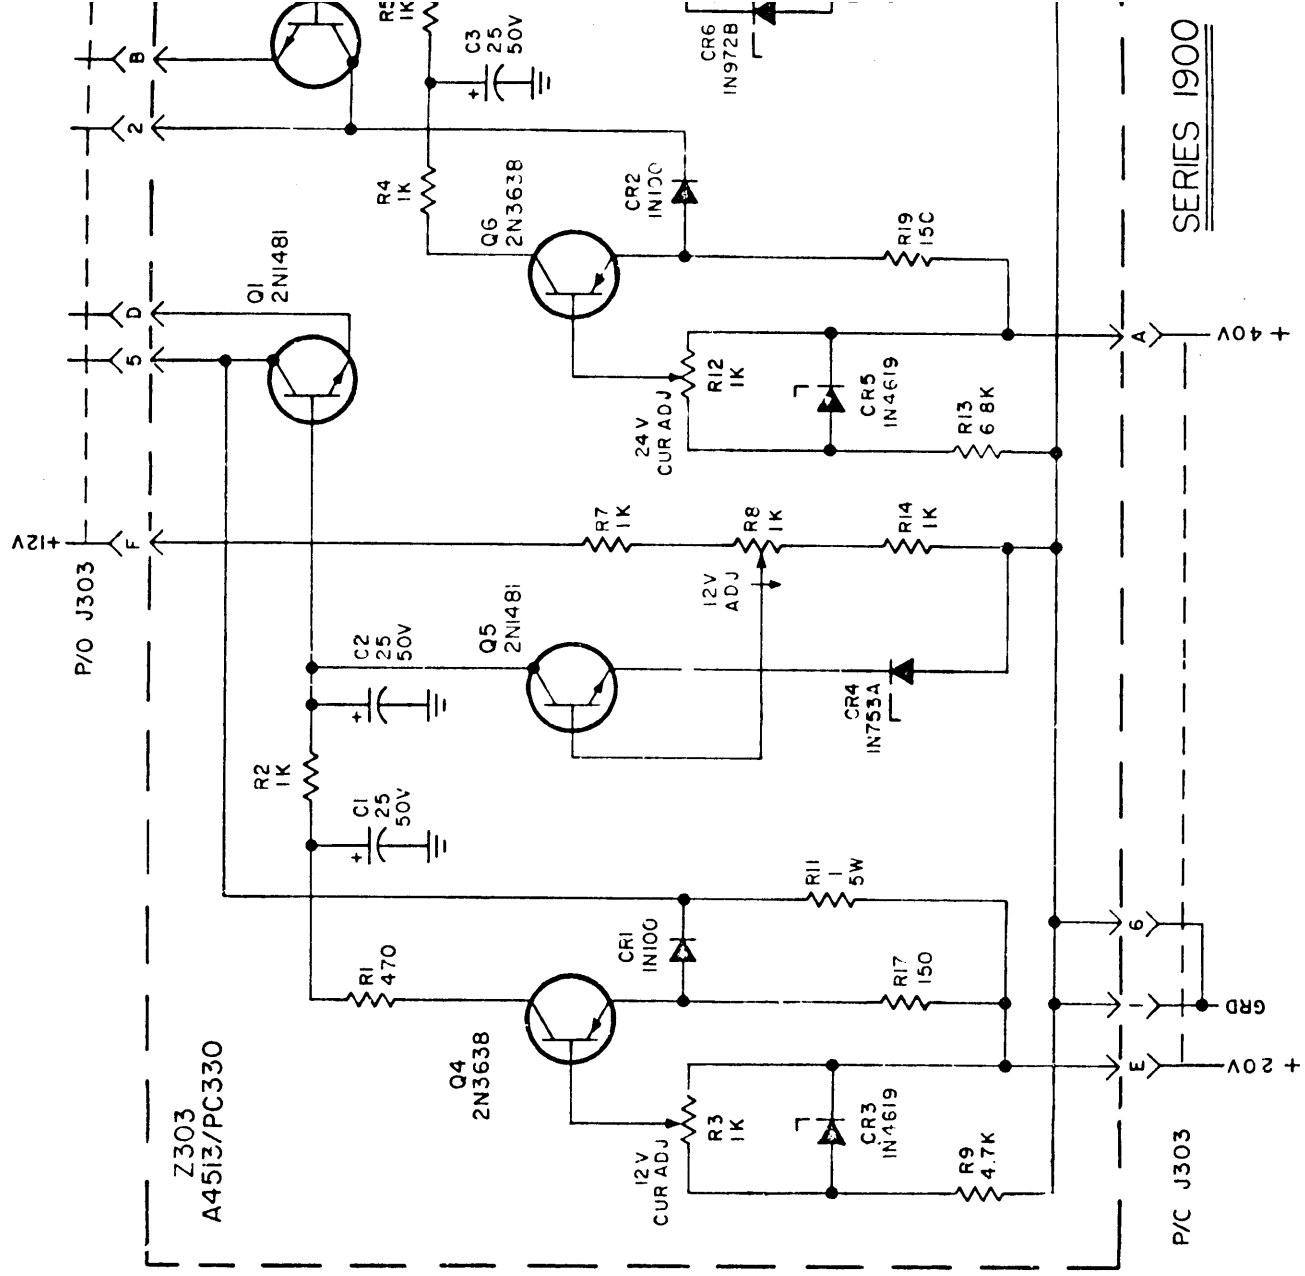 R5
1K
C3
25
50V
CR6
1N972B
B
2
R4
1K
Q6
2N3638
CR2
1N100
R19
SERIES 1900
Q1
2N1481
D
5
R12
1K
24V
CUR ADJ
CR5
1N4619
R13
A
+40V
+12V
F
P/O J303
R7
1K
R8
1K
12V
ADJ
R14
1K
C2
25
50V
Q5
2N1481
CR4
1N753A
R2
1K
C1
25
50V
R11
1
5W
R1
470
CR1
1N100
R17
150
6
1
GRD
Z303
A4513/PC330
Q4
2N3638
12V
CUR ADJ
R3
1K
CR3
1N4619
R9
4.7K
E
+20V
P/C J303